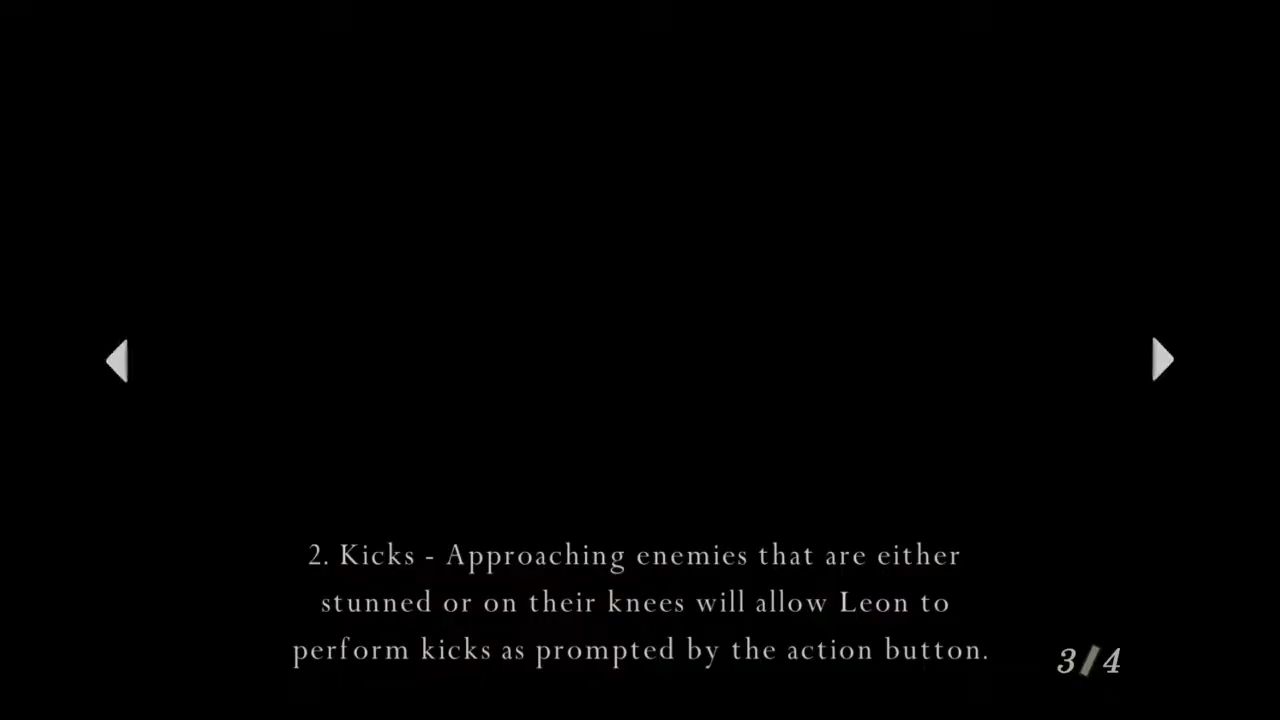 2. Kicks - Approaching enemies that are either
stunned or on their knees will allow Leon to
perform kicks as prompted by the action button.
3/4